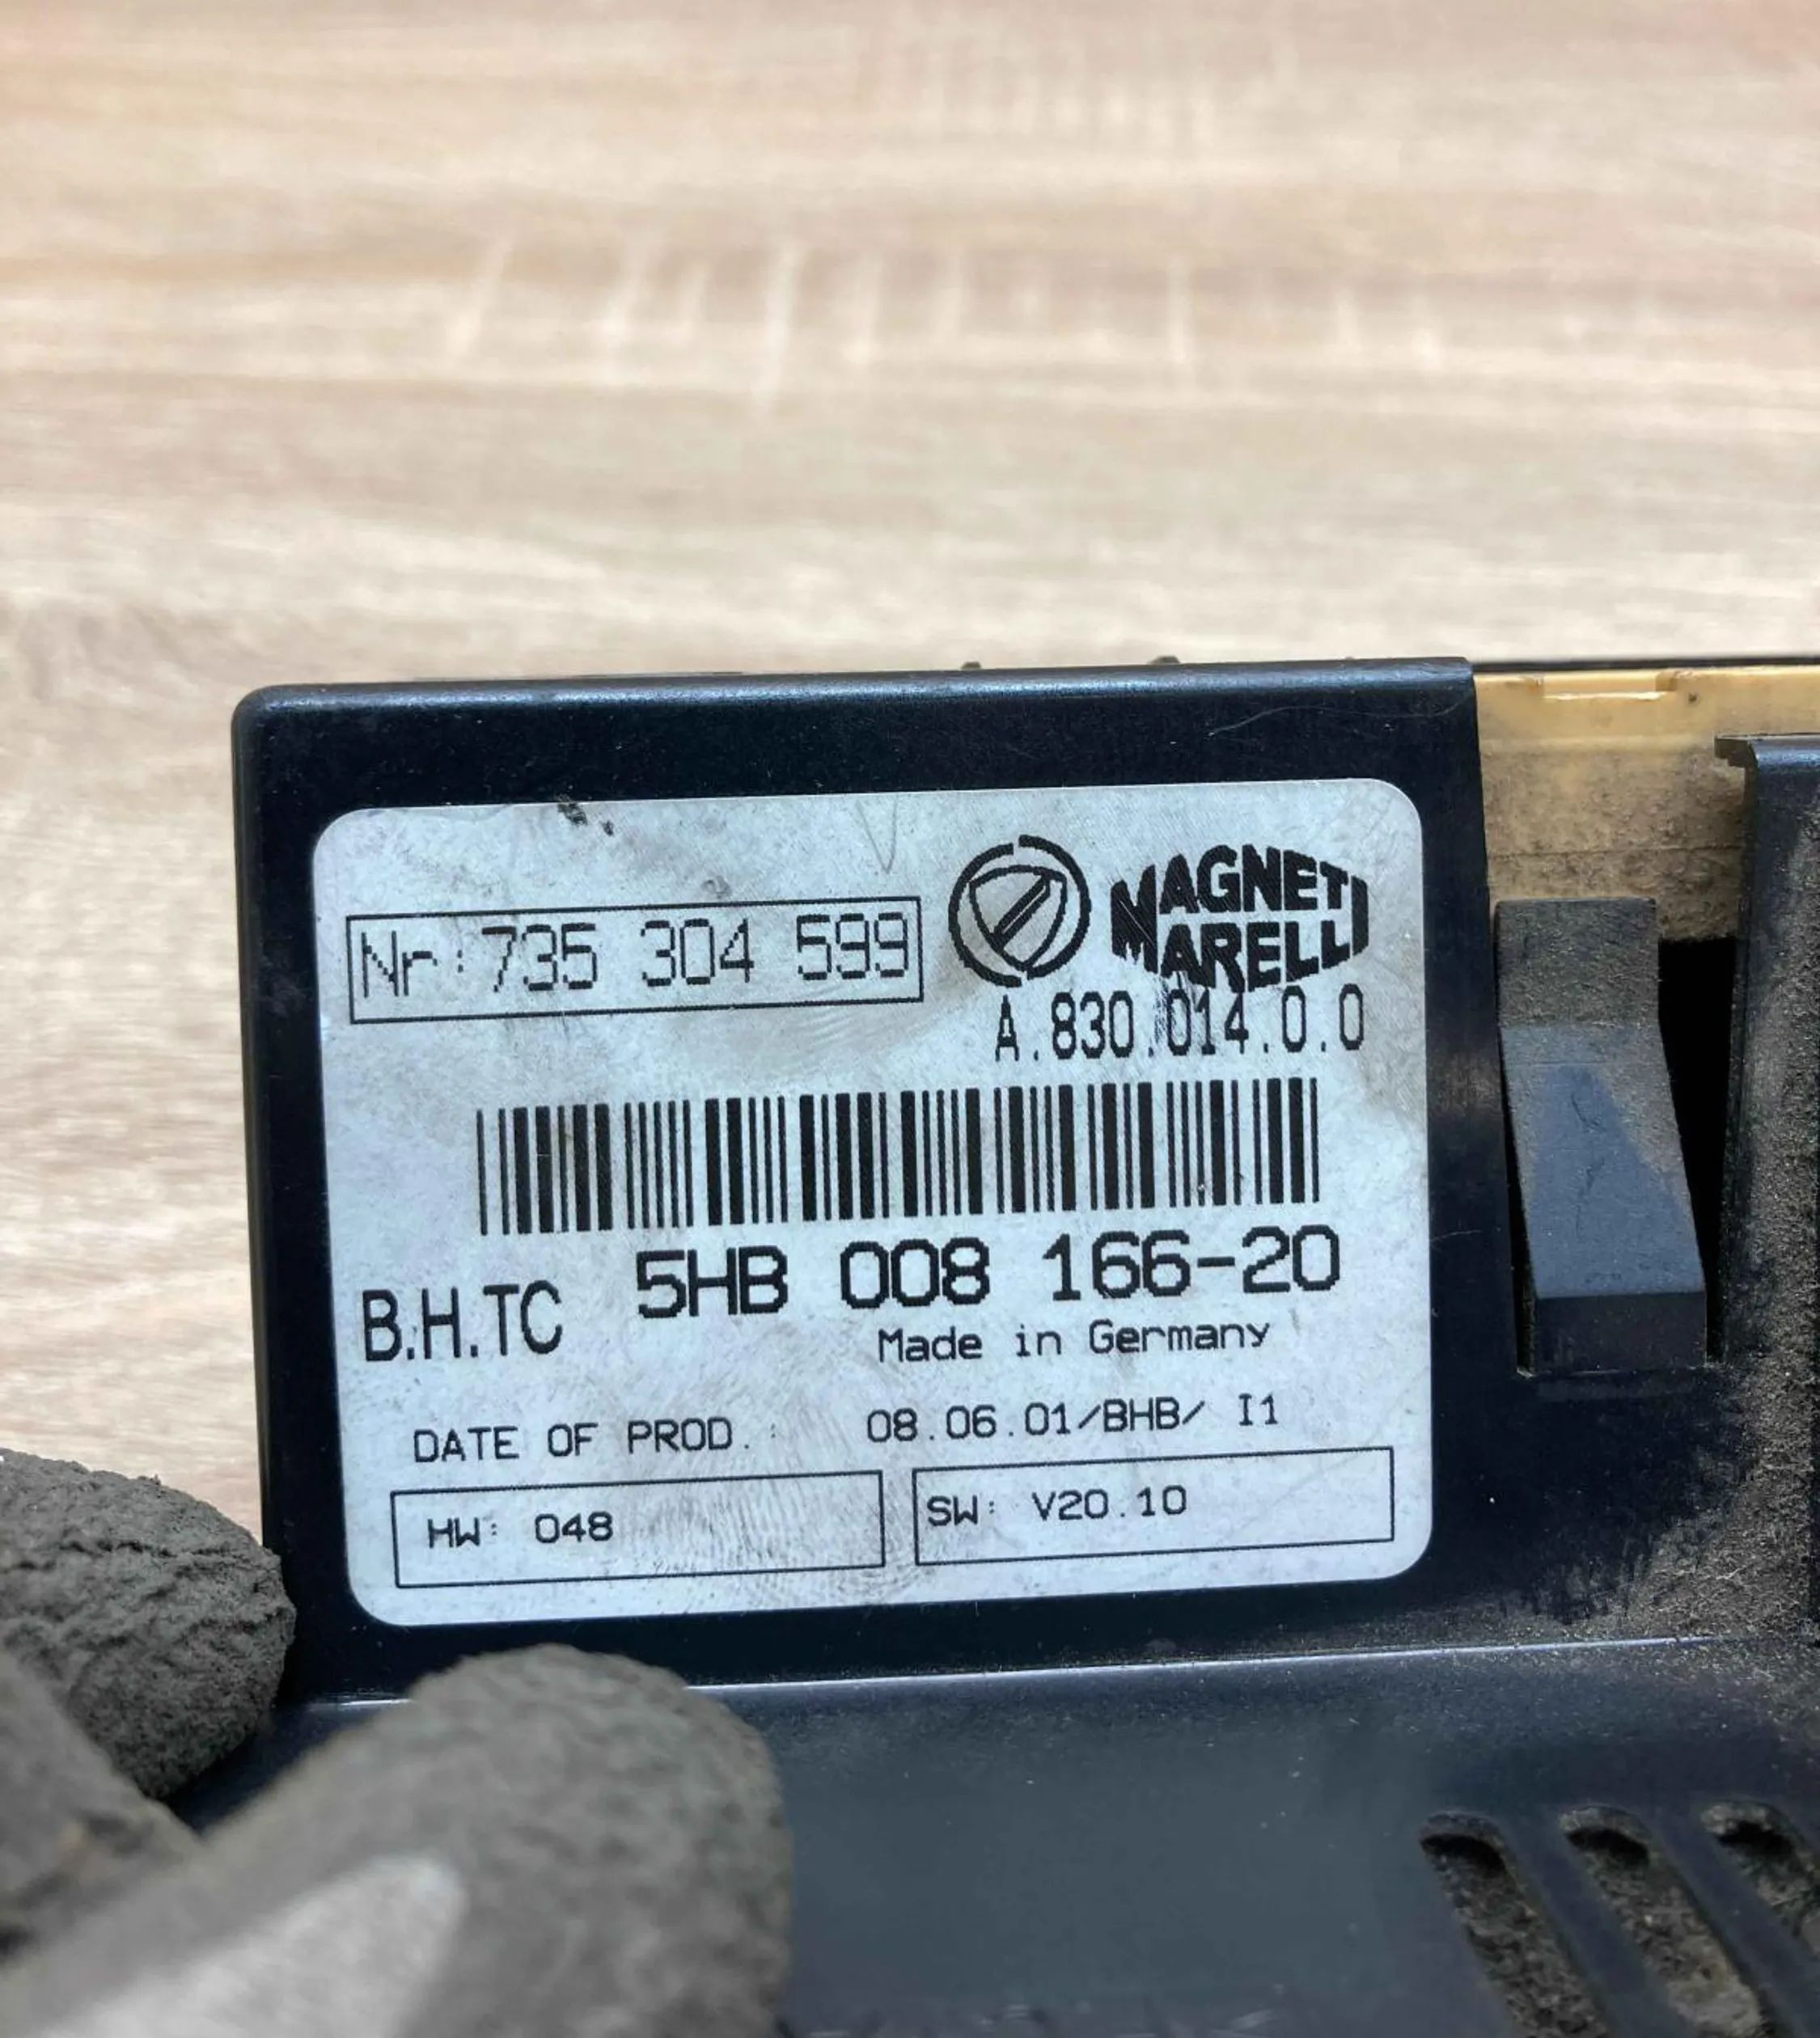 Nr: 735 304 599
MAGNETI
MARELLI
A.830.014.0.0
B.H.TC 5HB 008 166-20
Made in Germany
DATE OF PROD.: 08.06.01/BHB/ I1
HW: 048
SW: V20.10